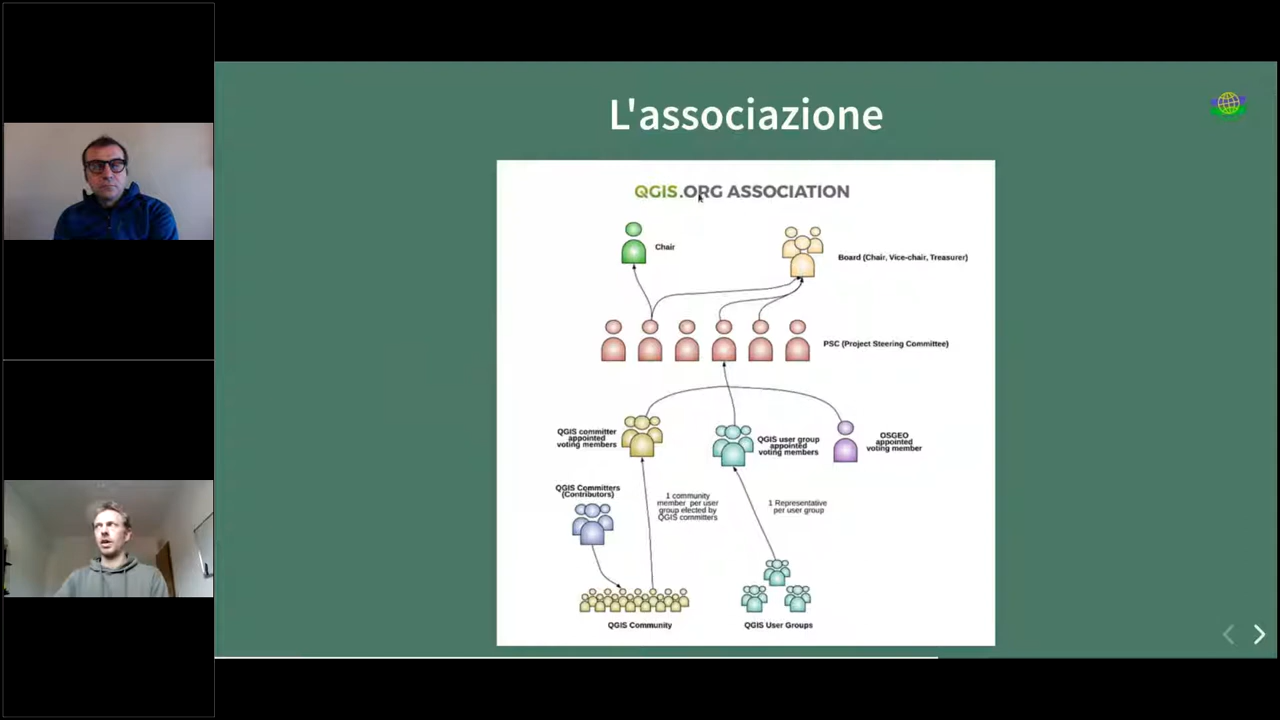 L'associazione
QGIS.ORG ASSOCIATION
Chair
Board (Chair, Vice-chair, Treasurer)
PSC (Project Steering Committee)
QGIS committer
appointed
voting members
QGIS user group
appointed
voting members
OSGEO
appointed
voting member
QGIS Committers
(Contributors)
1 community
member per user
group elected by
QGIS committers
1 Representative
per user group
QGIS Community
QGIS User Groups